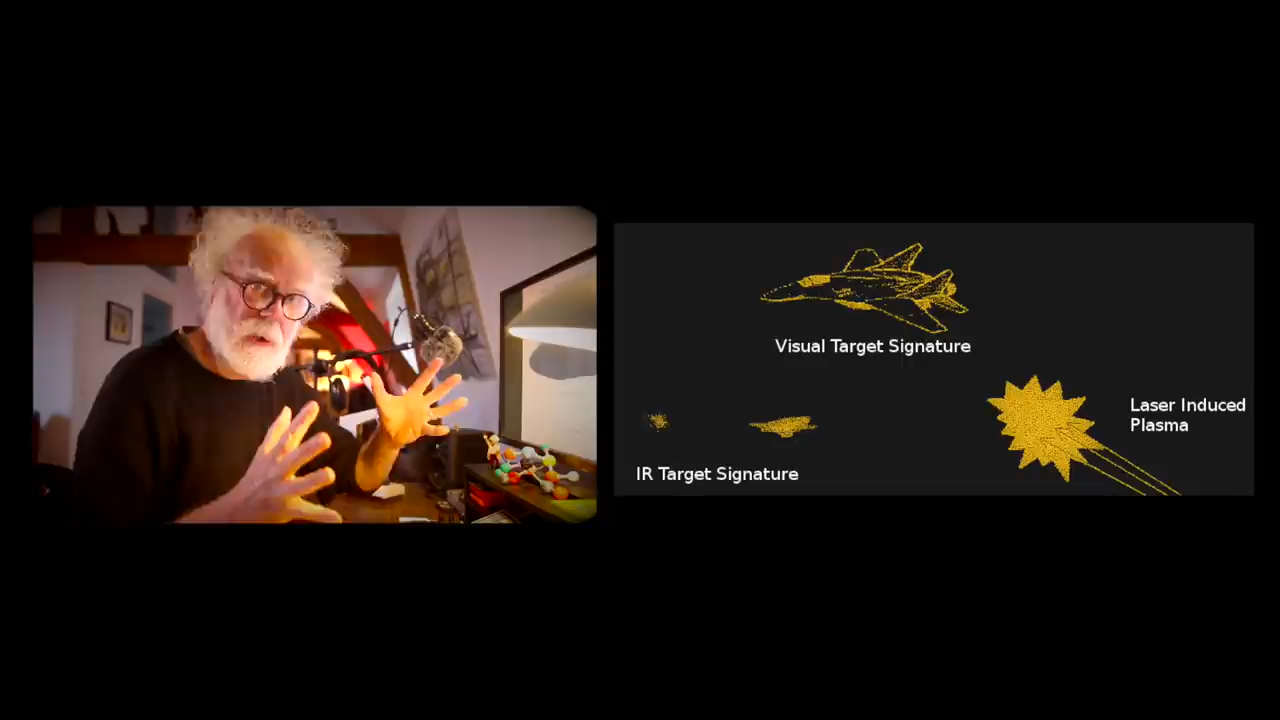 Visual Target Signature
Laser Induced
Plasma
IR Target Signature